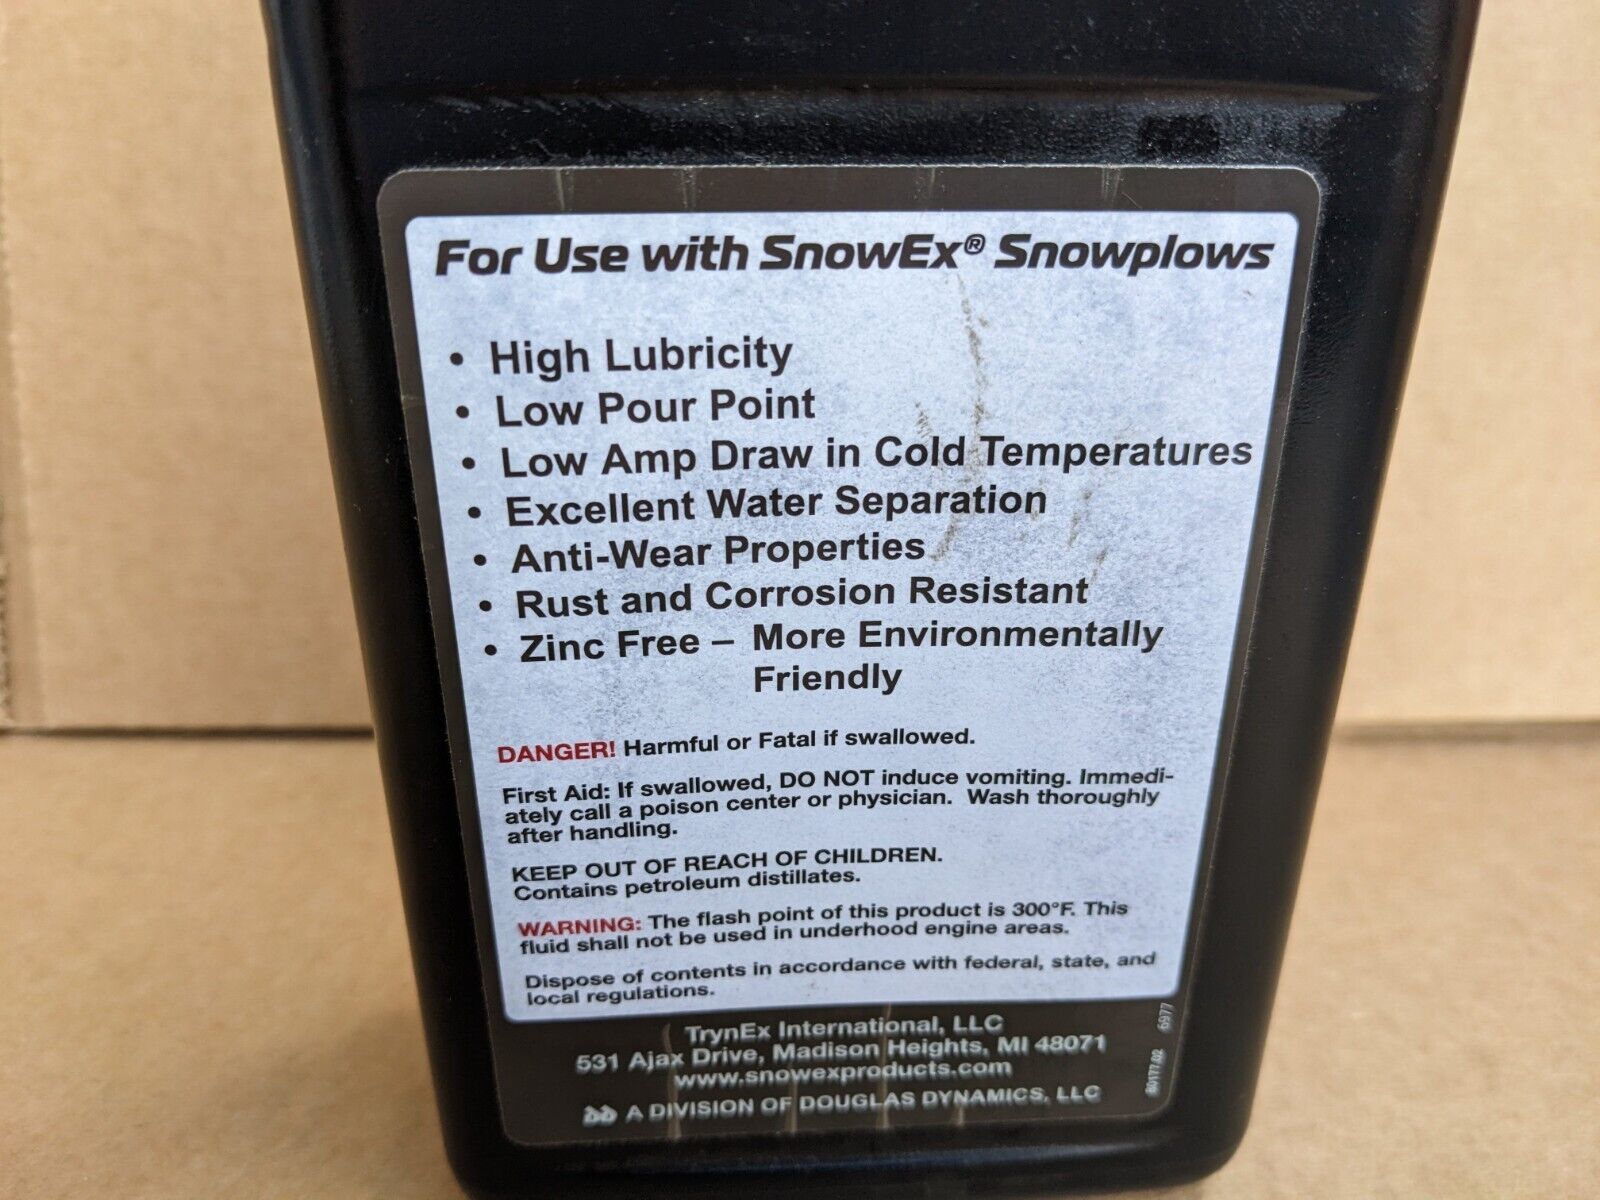 For Use with SnowEx® Snowplows
• High Lubricity
• Low Pour Point
• Low Amp Draw in Cold Temperatures
• Excellent Water Separation
• Anti-Wear Properties
• Rust and Corrosion Resistant
• Zinc Free – More Environmentally
Friendly
DANGER! Harmful or Fatal if swallowed.
First Aid: If swallowed, DO NOT induce vomiting. Immedi-
ately call a poison center or physician. Wash thoroughly
after handling.
KEEP OUT OF REACH OF CHILDREN.
Contains petroleum distillates.
WARNING: The flash point of this product is 300°F. This
fluid shall not be used in underhood engine areas.
Dispose of contents in accordance with federal, state, and
local regulations.
TrynEx International, LLC
531 Ajax Drive, Madison Heights, MI 48071
www.snowexproducts.com
A DIVISION OF DOUGLAS DYNAMICS, LLC
80177.02 6977